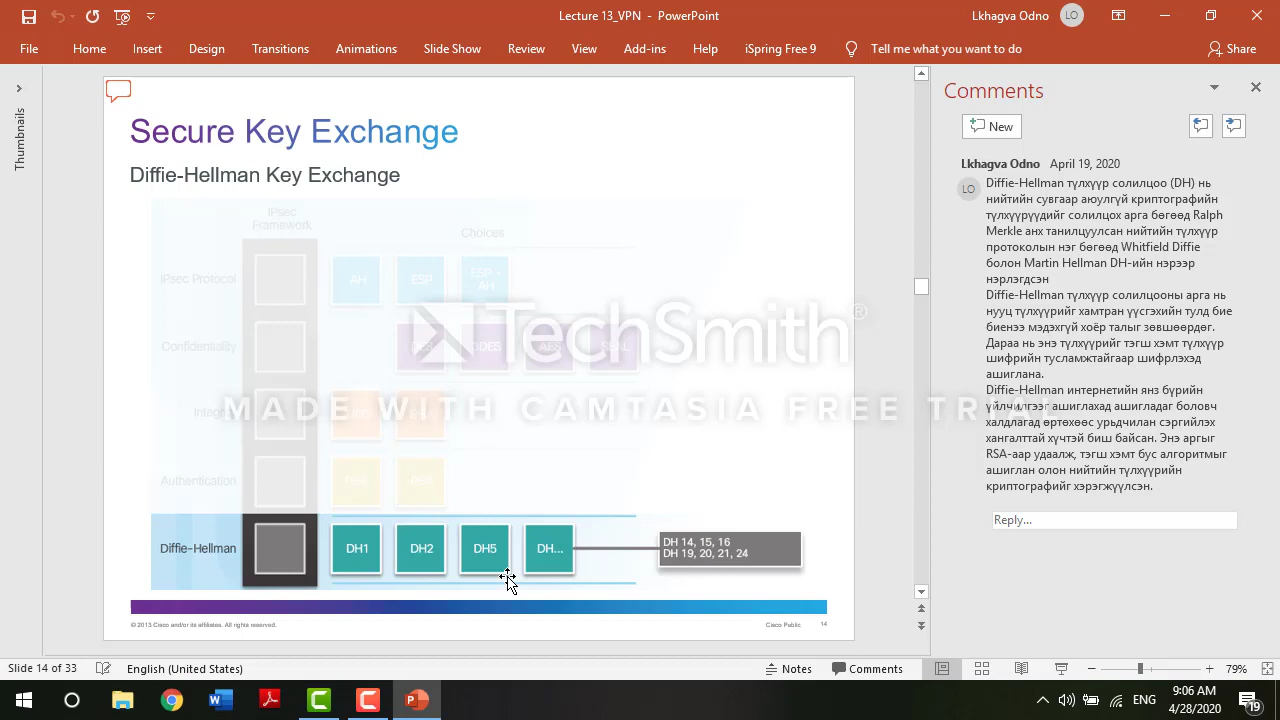 Lecture 13_VPN - PowerPoint
Lkhagva Odno
LO
File
Home
Insert
Design
Transitions
Animations
Slide Show
Review
View
Add-ins
Help
iSpring Free 9
Tell me what you want to do
Share
Thumbnails
Secure Key Exchange
Diffie-Hellman Key Exchange
IPsec
Framework
Choices
IPsec Protocol
AH
ESP
ESP +
AH
Confidentiality
AES
Authentication
Diffie-Hellman
DH1
DH2
DH5
DH...
DH 14, 15, 16
DH 19, 20, 21, 24
© 2013 Cisco and/or its affiliates. All rights reserved.
Cisco Public
14
TechSmith®
MADE WITH CAMTASIA FREE TRIAL
Comments
New
Lkhagva Odno April 19, 2020
LO
Diffie-Hellman түлхүүр солилцоо (DH) нь
нийтийн сувгаар аюулгүй криптографийн
түлхүүрүүдийг солилцох арга бөгөөд Ralph
Merkle анх танилцуулсан нийтийн түлхүүр
протоколын нэг бөгөөд Whitfield Diffie
болон Martin Hellman DH-ийн нэрээр
нэрлэгдсэн
Diffie-Hellman түлхүүр солилцооны арга нь
нууц түлхүүрийг хамтран үүсгэхийн тулд бие
биенээ мэдэхгүй хоёр талыг зөвшөөрдөг.
Дараа нь энэ түлхүүрийг тэгш хэмт түлхүүр
шифрийн тусламжтайгаар шифрлэхэд
ашиглана.
Diffie-Hellman интернетийн янз бүрийн
үйлчилгээг ашиглахад ашигладаг боловч
халдлагад өртөхөөс урьдчилан сэргийлэх
хангалттай хүчтэй биш байсан. Энэ аргыг
RSA-аар удаалж, тэгш хэмт бус алгоритмыг
ашиглан олон нийтийн түлхүүрийн
криптографийг хэрэгжүүлсэн.
Reply...
Slide 14 of 33
English (United States)
Notes
Comments
79%
ENG
9:06 AM
4/28/2020
19